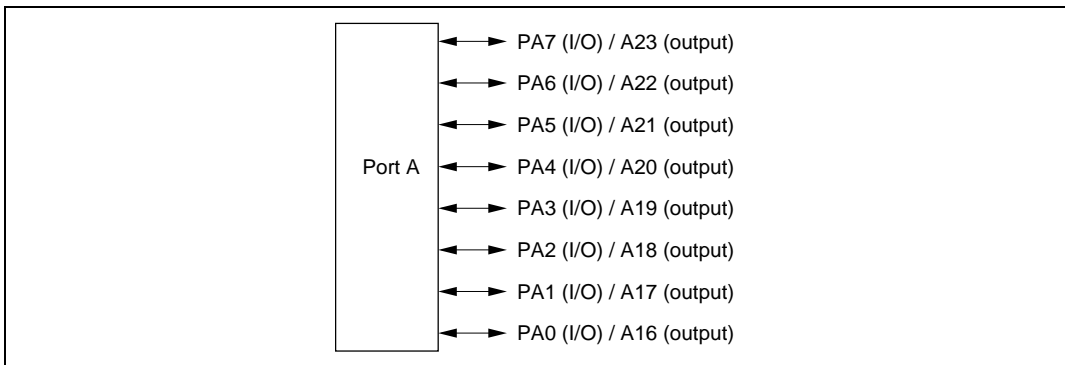 PA7 (I/O) / A23 (output)
PA6 (I/O) / A22 (output)
PA5 (I/O) / A21 (output)
Port A
PA4 (I/O) / A20 (output)
PA3 (I/O) / A19 (output)
PA2 (I/O) / A18 (output)
PA1 (I/O) / A17 (output)
PA0 (I/O) / A16 (output)